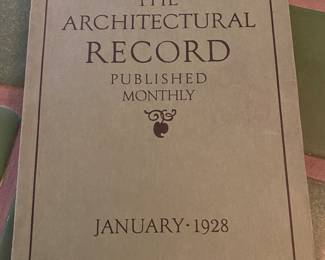 THE
ARCHITECTURAL
RECORD
PUBLISHED
MONTHLY
JANUARY·1928